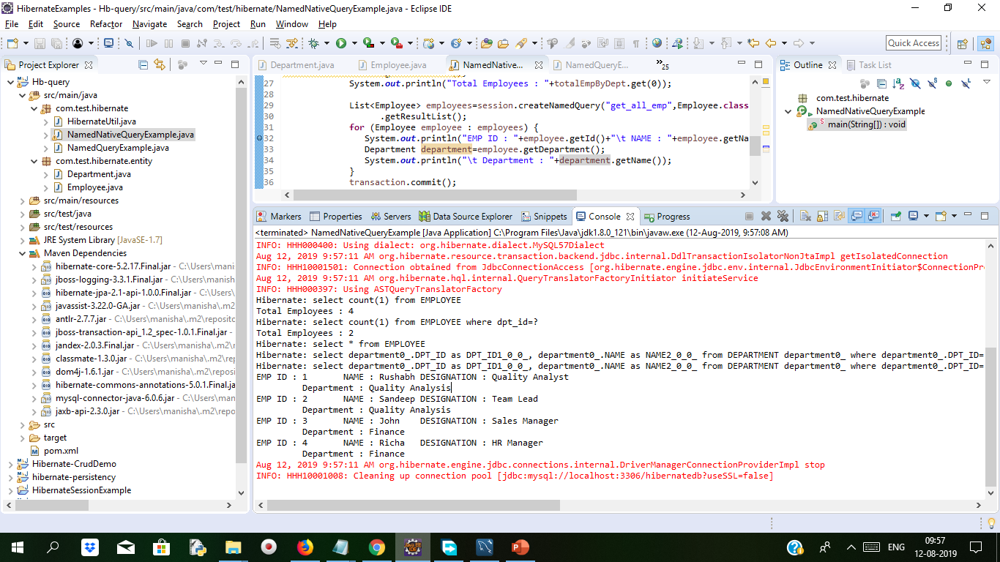 HibernateExamples - Hb-query/src/main/java/com/test/hibernate/NamedNativeQueryExample.java - Eclipse IDE
File Edit Source Refactor Navigate Search Project Run Window Help
Quick Access
Project Explorer
Hb-query
src/main/java
com.test.hibernate
HibernateUtil.java
NamedNativeQueryExample.java
NamedQueryExample.java
com.test.hibernate.entity
Department.java
Employee.java
src/main/resources
src/test/java
src/test/resources
JRE System Library [JavaSE-1.7]
Maven Dependencies
hibernate-core-5.2.17.Final.jar - C:\Users\manish
jboss-logging-3.3.1.Final.jar - C:\Users\manisha
hibernate-jpa-2.1-api-1.0.0.Final.jar - C:\Users\
javassist-3.22.0-GA.jar - C:\Users\manisha\.m2\
antlr-2.7.7.jar - C:\Users\manisha\.m2\reposito
jboss-transaction-api_1.2_spec-1.0.1.Final.jar -
jandex-2.0.3.Final.jar - C:\Users\manisha\.m2\r
classmate-1.3.0.jar - C:\Users\manisha\.m2\rep
dom4j-1.6.1.jar - C:\Users\manisha\.m2\reposi
hibernate-commons-annotations-5.0.1.Final.ja
mysql-connector-java-6.0.6.jar - C:\Users\mani
jaxb-api-2.3.0.jar - C:\Users\manisha\.m2\repo
src
target
pom.xml
Hibernate-CrudDemo
hibernate-persistency
HibernateSessionExample
Department.java Employee.java NamedNative... NamedQueryE... 25
27 System.out.println("Total Employees : "+totalEmpByDept.get(0));
28
29 List<Employee> employees=session.createNamedQuery("get_all_emp",Employee.class
30 .getResultList();
31 for (Employee employee : employees) {
32 System.out.println("EMP ID : "+employee.getId()+"\t NAME : "+employee.getNa
33 Department department=employee.getDepartment();
34 System.out.println("\t Department : "+department.getName());
35 }
36 transaction.commit();
Outline Task List
com.test.hibernate
NamedNativeQueryExample
main(String[]) : void
Markers Properties Servers Data Source Explorer Snippets Console Progress
<terminated> NamedNativeQueryExample [Java Application] C:\Program Files\Java\jdk1.8.0_121\bin\javaw.exe (12-Aug-2019, 9:57:08 AM)
INFO: HHH000400: Using dialect: org.hibernate.dialect.MySQL57Dialect
Aug 12, 2019 9:57:11 AM org.hibernate.resource.transaction.backend.jdbc.internal.DdlTransactionIsolatorNonJtaImpl getIsolatedConnection
INFO: HHH10001501: Connection obtained from JdbcConnectionAccess [org.hibernate.engine.jdbc.env.internal.JdbcEnvironmentInitiator$ConnectionPro
Aug 12, 2019 9:57:11 AM org.hibernate.hql.internal.QueryTranslatorFactoryInitiator initiateService
INFO: HHH000397: Using ASTQueryTranslatorFactory
Hibernate: select count(1) from EMPLOYEE
Total Employees : 4
Hibernate: select count(1) from EMPLOYEE where dpt_id=?
Total Employees : 2
Hibernate: select * from EMPLOYEE
Hibernate: select department0_.DPT_ID as DPT_ID1_0_0_, department0_.NAME as NAME2_0_0_ from DEPARTMENT department0_ where department0_.DPT_ID=
Hibernate: select department0_.DPT_ID as DPT_ID1_0_0_, department0_.NAME as NAME2_0_0_ from DEPARTMENT department0_ where department0_.DPT_ID=
EMP ID : 1 NAME : Rushabh DESIGNATION : Quality Analyst
Department : Quality Analysis
EMP ID : 2 NAME : Sandeep DESIGNATION : Team Lead
Department : Quality Analysis
EMP ID : 3 NAME : John DESIGNATION : Sales Manager
Department : Finance
EMP ID : 4 NAME : Richa DESIGNATION : HR Manager
Department : Finance
Aug 12, 2019 9:57:11 AM org.hibernate.engine.jdbc.connections.internal.DriverManagerConnectionProviderImpl stop
INFO: HHH10001008: Cleaning up connection pool [jdbc:mysql://localhost:3306/hibernatedb?useSSL=false]
ENG
09:57
12-08-2019